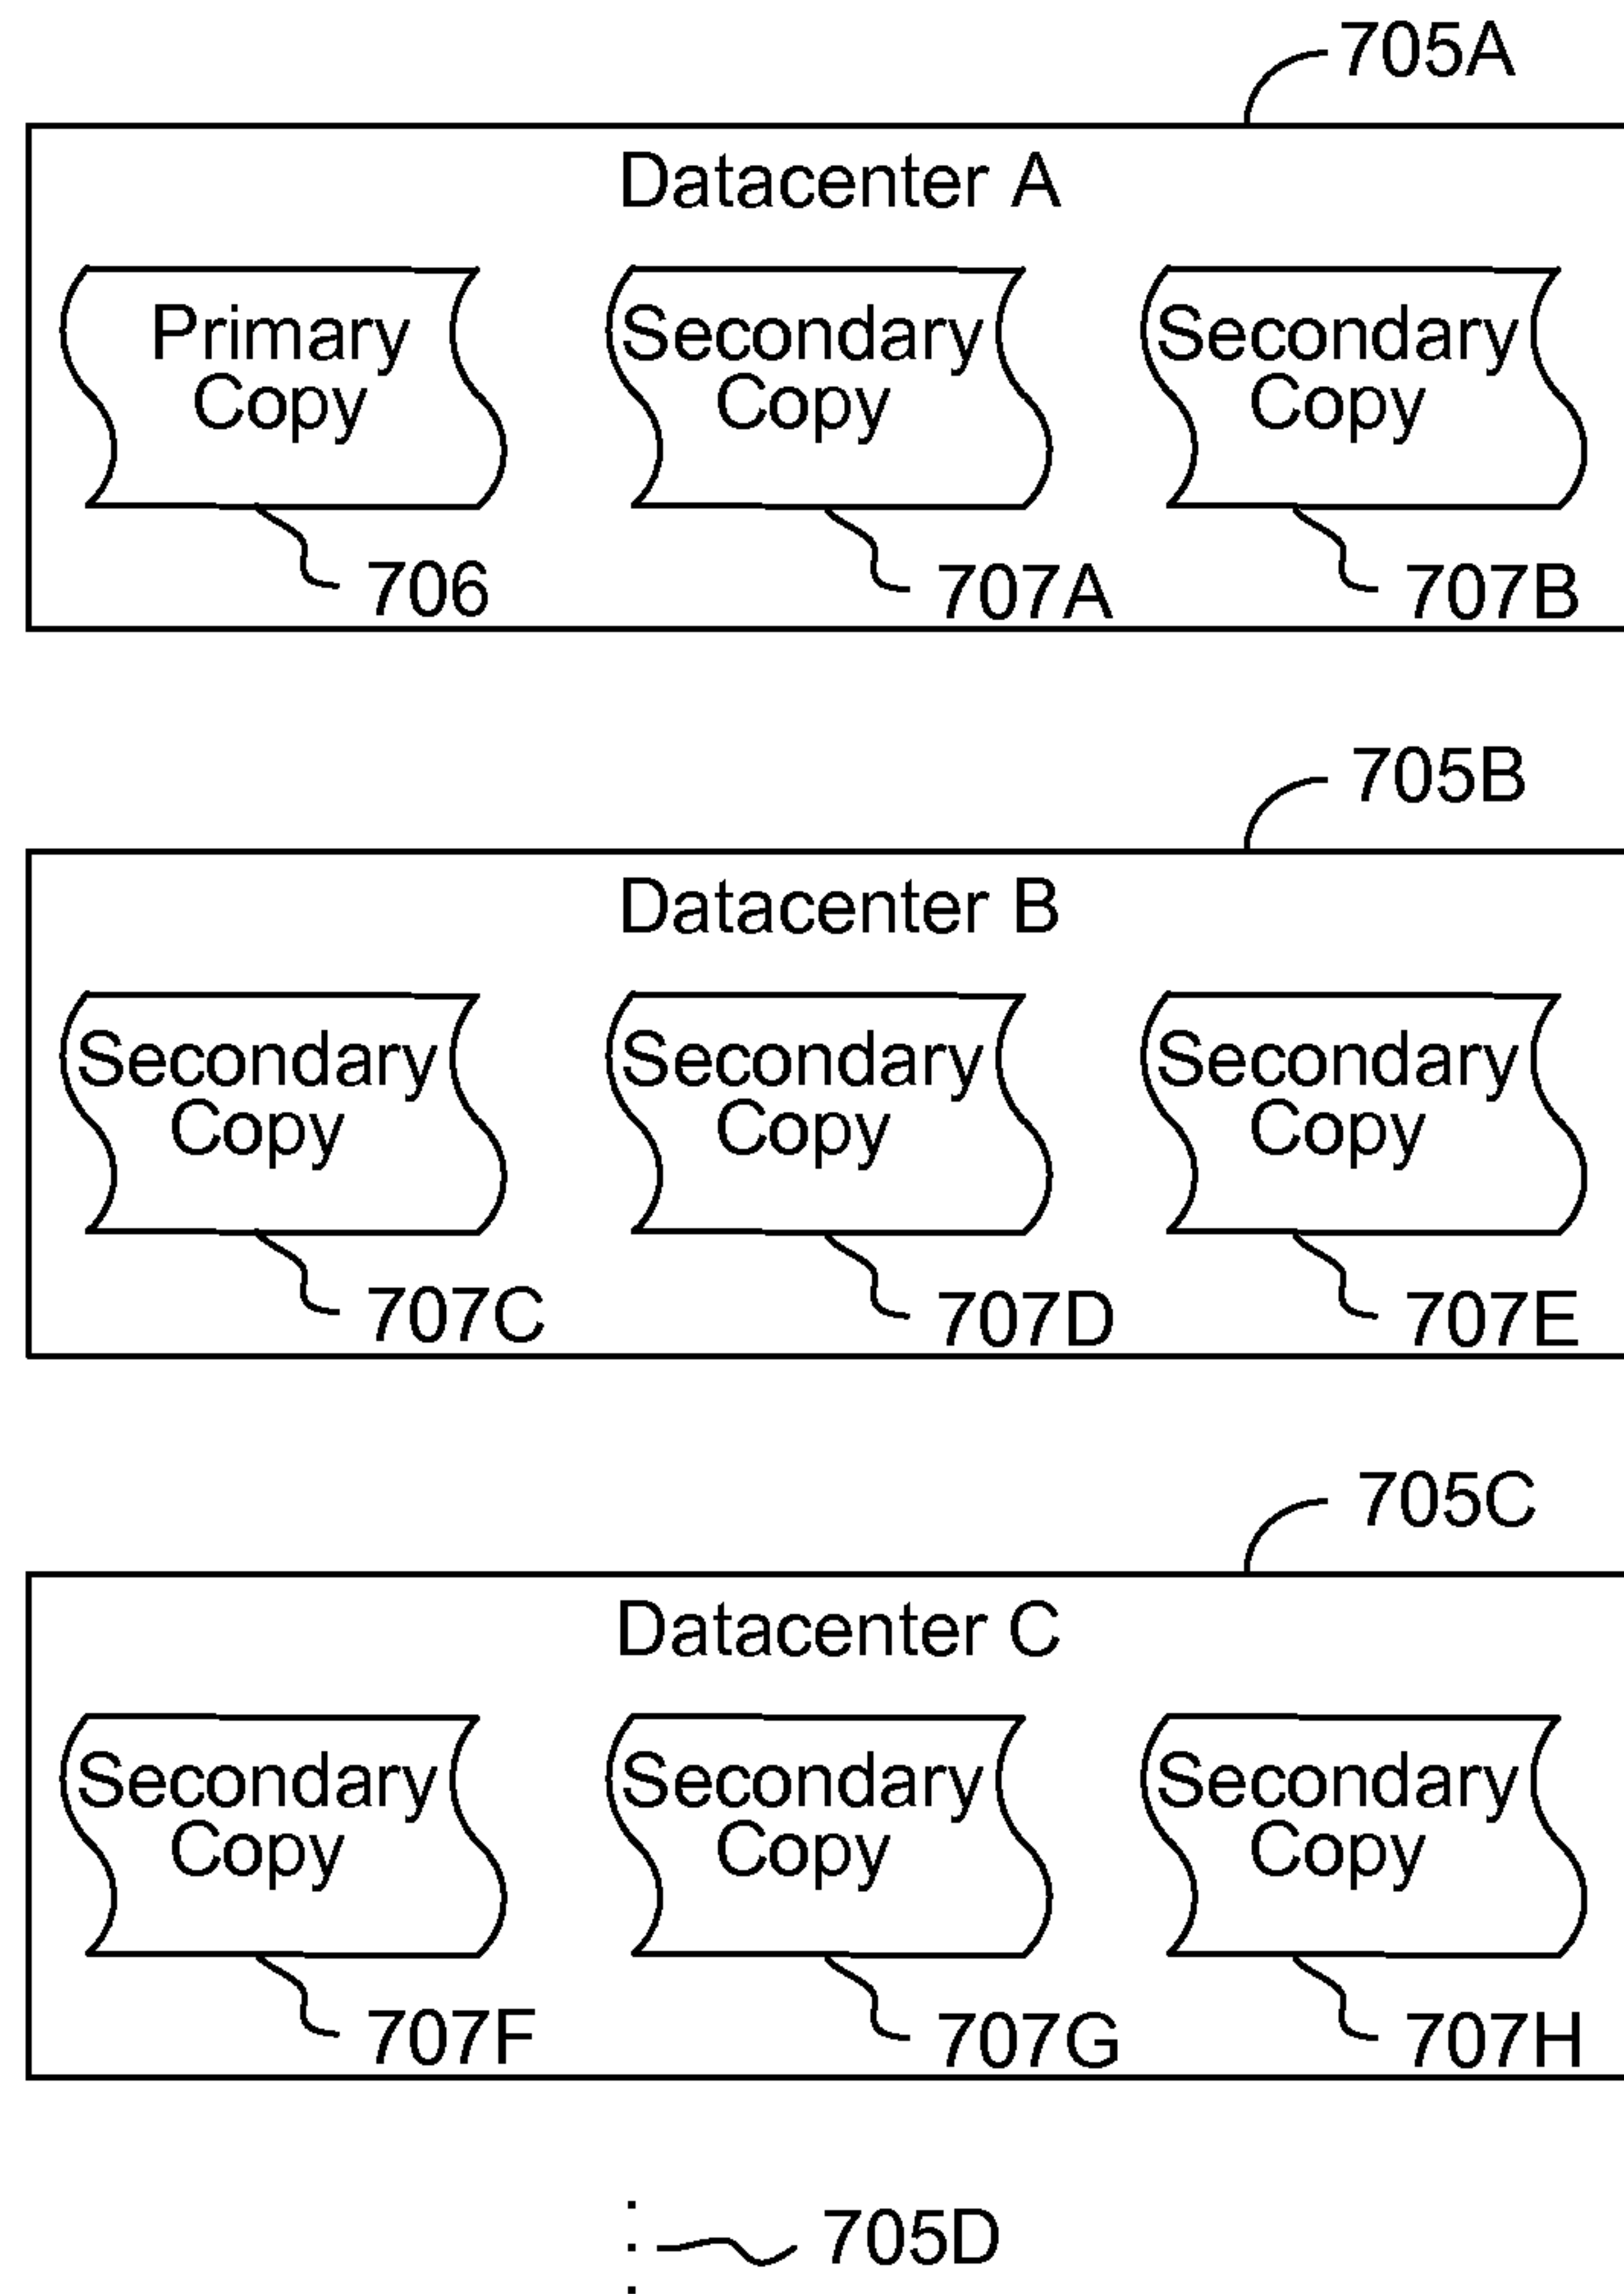 705A
Datacenter A
Primary Secondary Secondary
Copy Copy Copy
706 707A 707B
705B
Datacenter B
Secondary Secondary Secondary
Copy Copy Copy
707C 707D 707E
705C
Datacenter C
Secondary Secondary Secondary
Copy Copy Copy
707F 707G 707H
705D